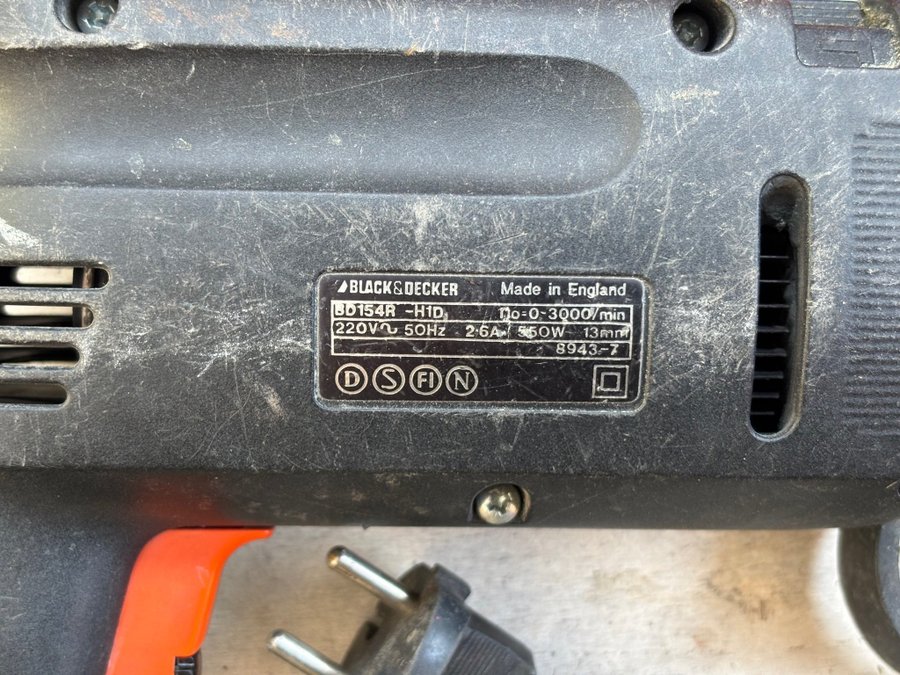 BLACK&DECKER Made in England
BD154R -H1D no=0-3000/min
220V~ 50Hz 2·6A 550W 13mm
8943-7
D S FI N